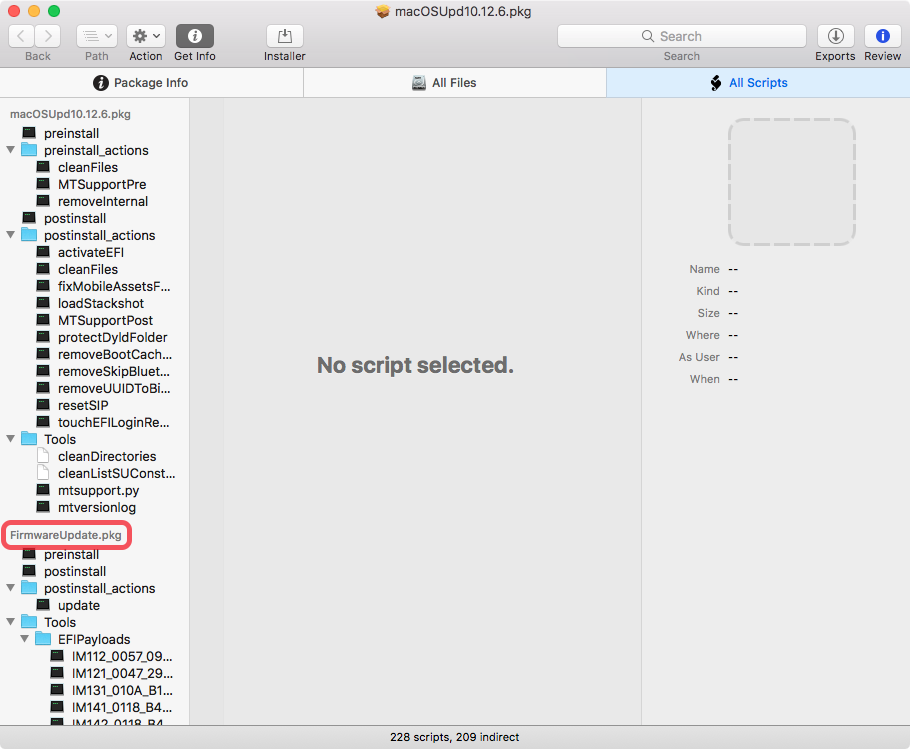 macOSUpd10.12.6.pkg
Search
Back
Path
Action
Get Info
Installer
Search
Exports
Review
Package Info
All Files
All Scripts
macOSUpd10.12.6.pkg
preinstall
preinstall_actions
cleanFiles
MTSupportPre
removeInternal
postinstall
postinstall_actions
activateEFI
cleanFiles
fixMobileAssetsF...
loadStackshot
MTSupportPost
protectDyldFolder
removeBootCach...
removeSkipBluet...
removeUUIDToBi...
resetSIP
touchEFILoginRe...
Tools
cleanDirectories
cleanListSUConst...
mtsupport.py
mtversionlog
FirmwareUpdate.pkg
preinstall
postinstall
postinstall_actions
update
Tools
EFIPayloads
IM112_0057_09...
IM121_0047_29...
IM131_010A_B1...
IM141_0118_B4...
IM142_0118_B4...
No script selected.
Name --
Kind --
Size --
Where --
As User --
When --
228 scripts, 209 indirect